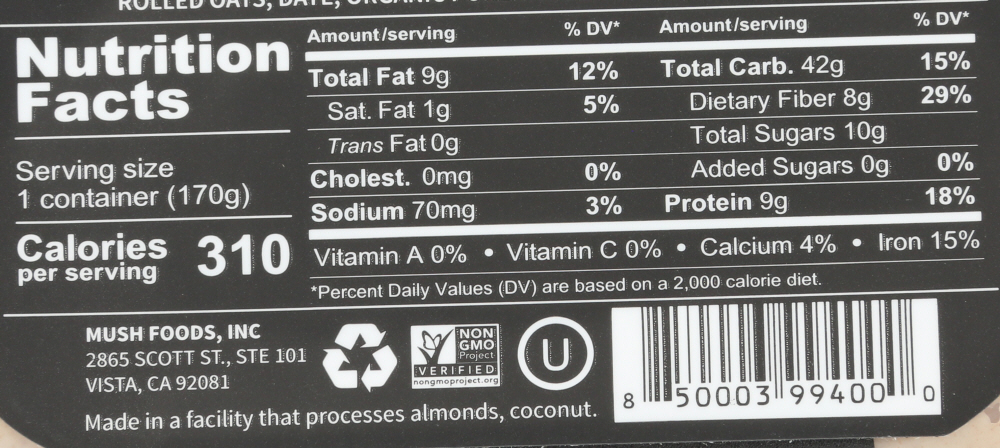 ROLLED OATS, DATE,
Nutrition
Facts
Serving size
1 container (170g)
Calories 310
per serving
Amount/serving % DV* Amount/serving % DV*
Total Fat 9g 12% Total Carb. 42g 15%
Sat. Fat 1g 5% Dietary Fiber 8g 29%
Trans Fat 0g Total Sugars 10g
Cholest. 0mg 0% Added Sugars 0g 0%
Sodium 70mg 3% Protein 9g 18%
Vitamin A 0% • Vitamin C 0% • Calcium 4% • Iron 15%
*Percent Daily Values (DV) are based on a 2,000 calorie diet.
MUSH FOODS, INC
2865 SCOTT ST., STE 101
VISTA, CA 92081
NON
GMO
Project
VERIFIED
nongmoproject.org
U
Made in a facility that processes almonds, coconut.
8 50003 99400 0